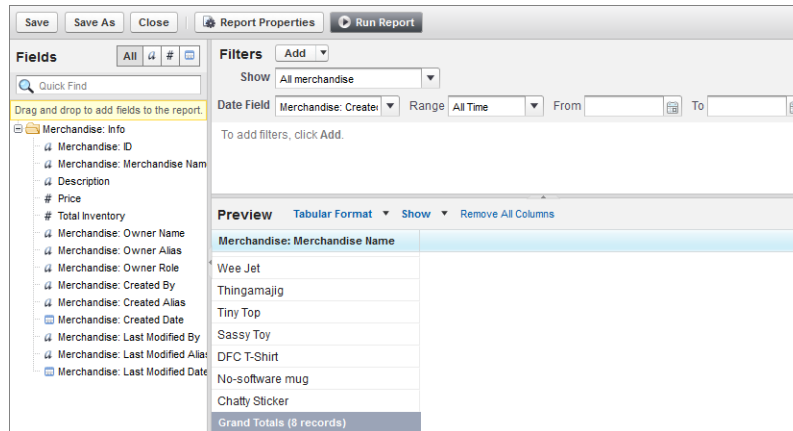 Save Save As Close Report Properties Run Report
Fields All a #
Quick Find
Drag and drop to add fields to the report.
Merchandise: Info
a Merchandise: ID
a Merchandise: Merchandise Nam
a Description
# Price
# Total Inventory
a Merchandise: Owner Name
a Merchandise: Owner Alias
a Merchandise: Owner Role
a Merchandise: Created By
a Merchandise: Created Alias
Merchandise: Created Date
a Merchandise: Last Modified By
a Merchandise: Last Modified Alias
Merchandise: Last Modified Date
Filters Add
Show All merchandise
Date Field Merchandise: Created Range All Time From To
To add filters, click Add.
Preview Tabular Format Show Remove All Columns
Merchandise: Merchandise Name
Wee Jet
Thingamajig
Tiny Top
Sassy Toy
DFC T-Shirt
No-software mug
Chatty Sticker
Grand Totals (8 records)